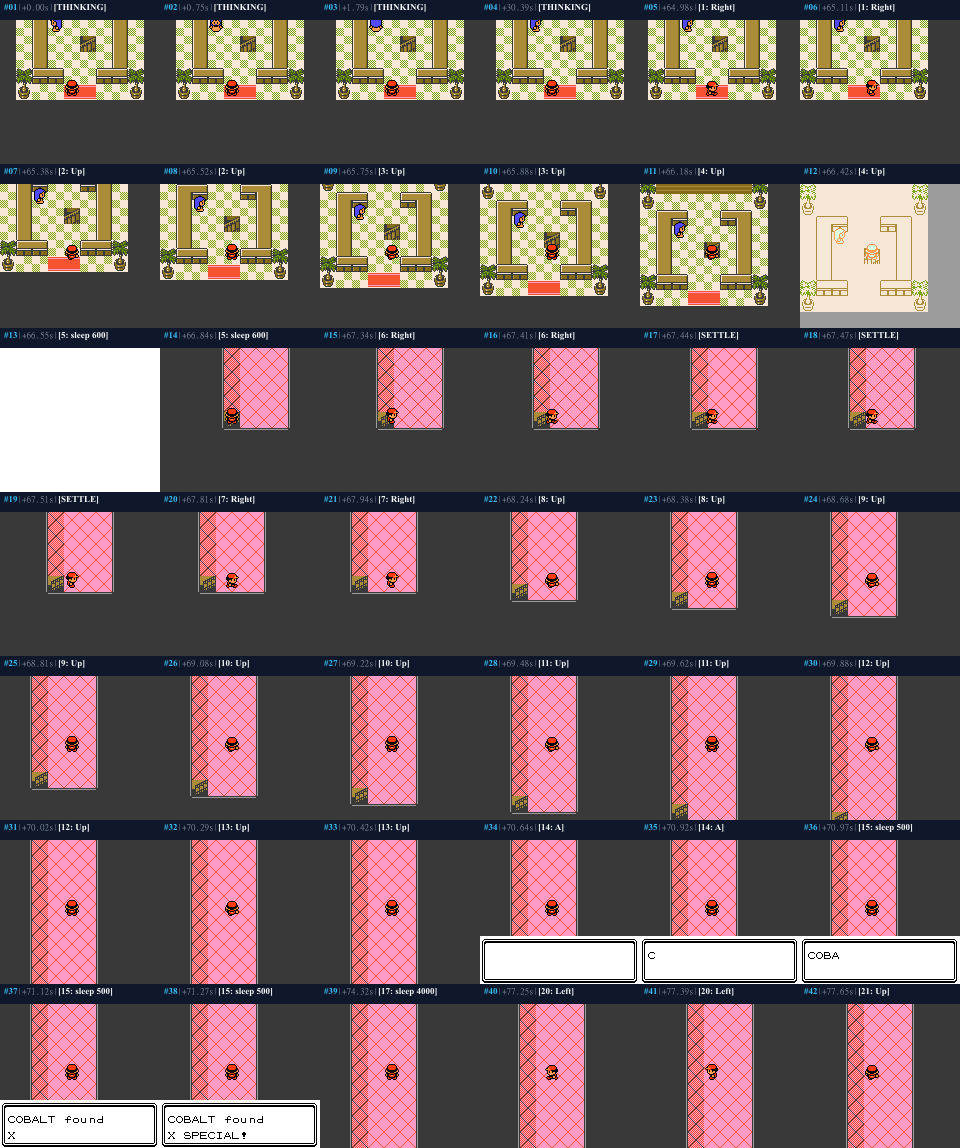 #01|+0.00s|[THINKING]
#02|+0.75s|[THINKING]
#03|+1.79s|[THINKING]
#04|+30.39s|[THINKING]
#05|+64.98s|[1: Right]
#06|+65.11s|[1: Right]
#07|+65.38s|[2: Up]
#08|+65.52s|[2: Up]
#09|+65.75s|[3: Up]
#10|+65.88s|[3: Up]
#11|+66.18s|[4: Up]
#12|+66.42s|[4: Up]
#13|+66.55s|[5: sleep 600]
#14|+66.84s|[5: sleep 600]
#15|+67.34s|[6: Right]
#16|+67.41s|[6: Right]
#17|+67.44s|[SETTLE]
#18|+67.47s|[SETTLE]
#19|+67.51s|[SETTLE]
#20|+67.81s|[7: Right]
#21|+67.94s|[7: Right]
#22|+68.24s|[8: Up]
#23|+68.38s|[8: Up]
#24|+68.68s|[9: Up]
#25|+68.81s|[9: Up]
#26|+69.08s|[10: Up]
#27|+69.22s|[10: Up]
#28|+69.48s|[11: Up]
#29|+69.62s|[11: Up]
#30|+69.88s|[12: Up]
#31|+70.02s|[12: Up]
#32|+70.29s|[13: Up]
#33|+70.42s|[13: Up]
#34|+70.64s|[14: A]
#35|+70.92s|[14: A]
C
#36|+70.97s|[15: sleep 500]
COBA
#37|+71.12s|[15: sleep 500]
COBALT found
X
#38|+71.27s|[15: sleep 500]
COBALT found
X SPECIAL!
#39|+74.32s|[17: sleep 4000]
#40|+77.25s|[20: Left]
#41|+77.39s|[20: Left]
#42|+77.65s|[21: Up]